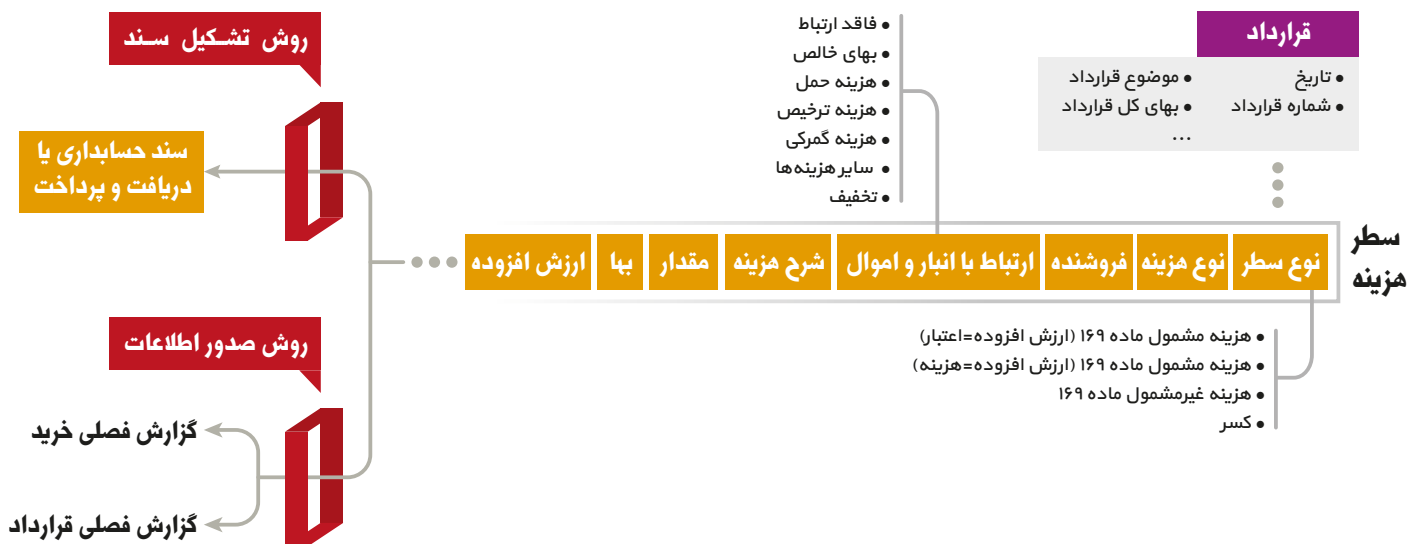 قرارداد
• تاریخ
• شماره قرارداد
• موضوع قرارداد
• بهای کل قرارداد
...
• فاقد ارتباط
• بهای خالص
• هزینه حمل
• هزینه ترخیص
• هزینه گمرکی
• سایر هزینه‌ها
• تخفیف
سطر
هزینه
نوع سطر
نوع هزینه
فروشنده
ارتباط با انبار و اموال
شرح هزینه
مقدار
بها
ارزش افزوده
• هزینه مشمول ماده ۱۶۹ (ارزش افزوده=اعتبار)
• هزینه مشمول ماده ۱۶۹ (ارزش افزوده=هزینه)
• هزینه غیرمشمول ماده ۱۶۹
• کسر
روش تشکیل سند
سند حسابداری یا
دریافت و پرداخت
روش صدور اطلاعات
گزارش فصلی خرید
گزارش فصلی قرارداد